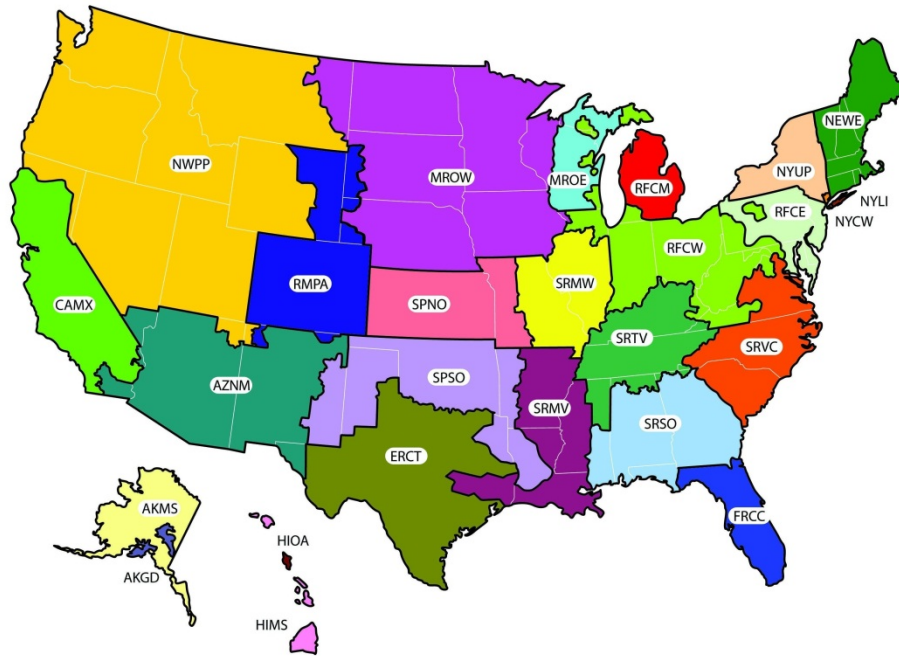 NEWE
NWPP
MROW
MROE
NYUP
RFCM
NYLI
RFCE
NYCW
RFCW
RMPA
SRMW
CAMX
SPNO
SRTV
SRVC
AZNM
SPSO
SRMV
SRSO
ERCT
AKMS
FRCC
HIOA
AKGD
HIMS